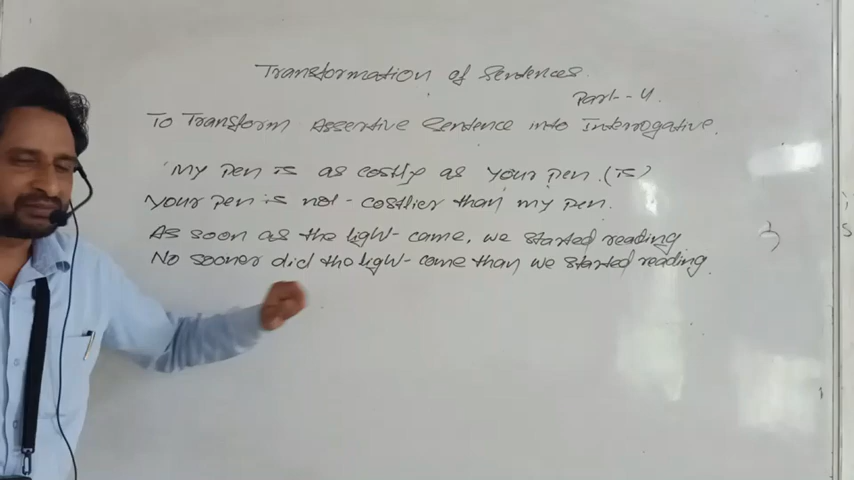 Transformation of Sentences.
Part-4.
To Transform Assertive Sentence into Interrogative.
My pen is as costly as your pen. (is)
Your pen is not costlier than my pen.
As soon as the light came, we started reading
No sooner did the light come than we started reading.